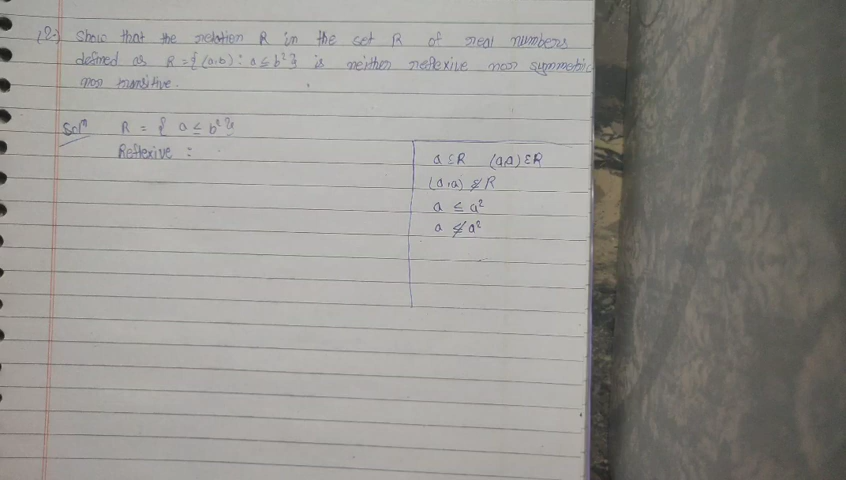 (2.) Show that the relation R in the set R of real numbers
defined as R = { (a,b) : a ≤ b² } is neither reflexive nor symmetric
nor transitive.
Solⁿ R = { a ≤ b² }
Reflexive :
a ∈ R (a,a) ∈ R
(a,a) ∉ R
a ≤ a²
a ≰ a²